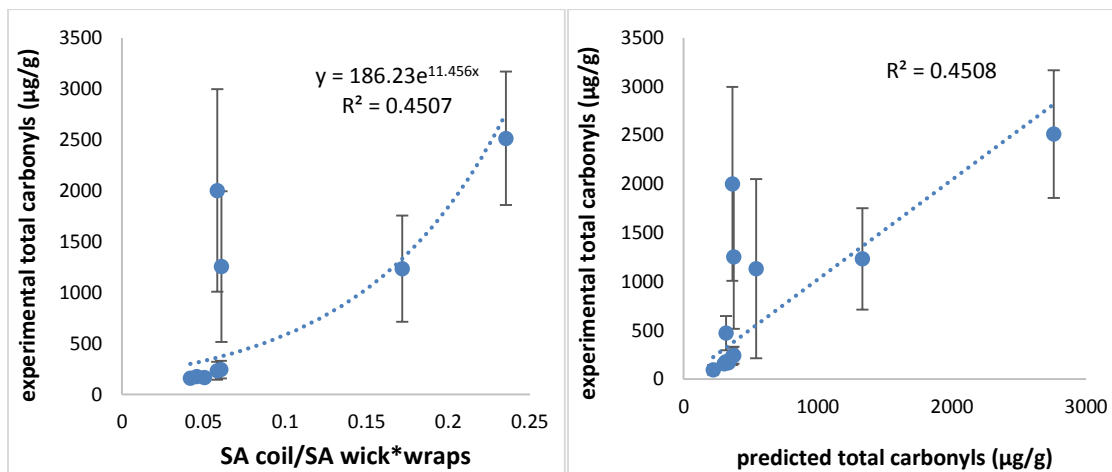 experimental total carbonyls (µg/g)
3500
3000
2500
2000
1500
1000
500
0
y = 186.23e^11.456x
R² = 0.4507
0 0.05 0.1 0.15 0.2 0.25
SA coil/SA wick*wraps
experimental total carbonyls (µg/g)
3500
3000
2500
2000
1500
1000
500
0
R² = 0.4508
0 1000 2000 3000
predicted total carbonyls (µg/g)